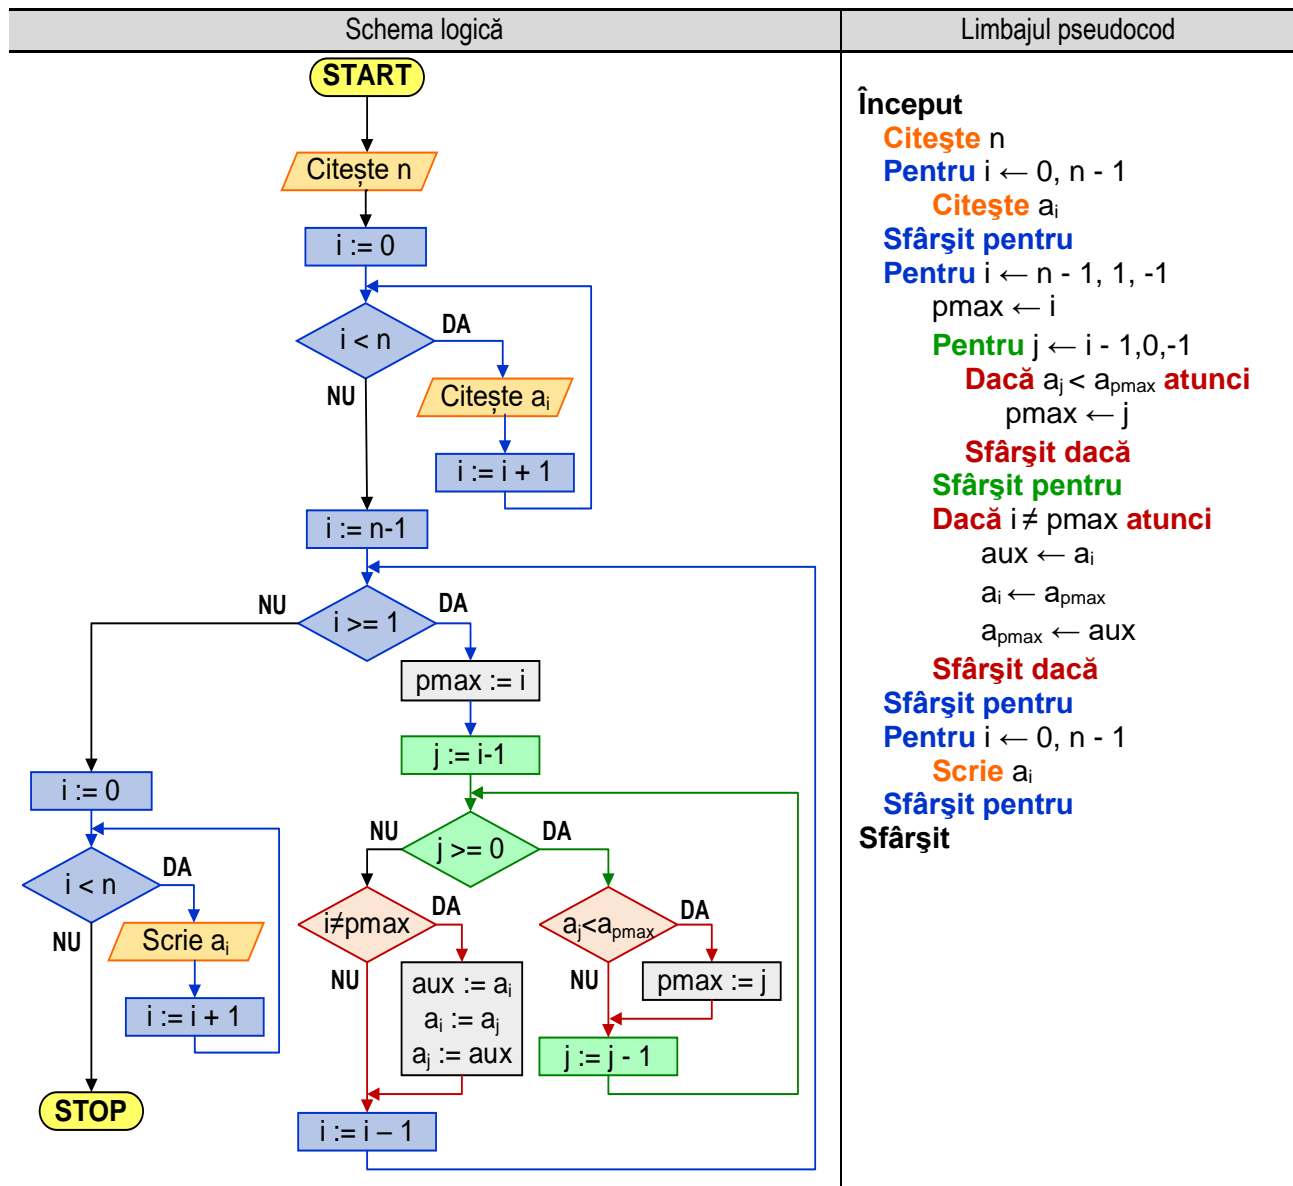 Schema logică
Limbajul pseudocod
START
Citește n
i := 0
i < n
DA
NU
Citește ai
i := i + 1
i := n-1
i >= 1
NU
DA
pmax := i
j := i-1
j >= 0
NU
DA
i≠pmax
DA
NU
aux := ai
ai := aj
aj := aux
aj<apmax
DA
NU
pmax := j
j := j - 1
i := i – 1
i := 0
i < n
DA
NU
Scrie ai
i := i + 1
STOP
Început
Citeşte n
Pentru i ← 0, n - 1
Citeşte ai
Sfârşit pentru
Pentru i ← n - 1, 1, -1
pmax ← i
Pentru j ← i - 1,0,-1
Dacă aj < apmax atunci
pmax ← j
Sfârşit dacă
Sfârşit pentru
Dacă i ≠ pmax atunci
aux ← ai
ai ← apmax
apmax ← aux
Sfârşit dacă
Sfârşit pentru
Pentru i ← 0, n - 1
Scrie ai
Sfârşit pentru
Sfârşit